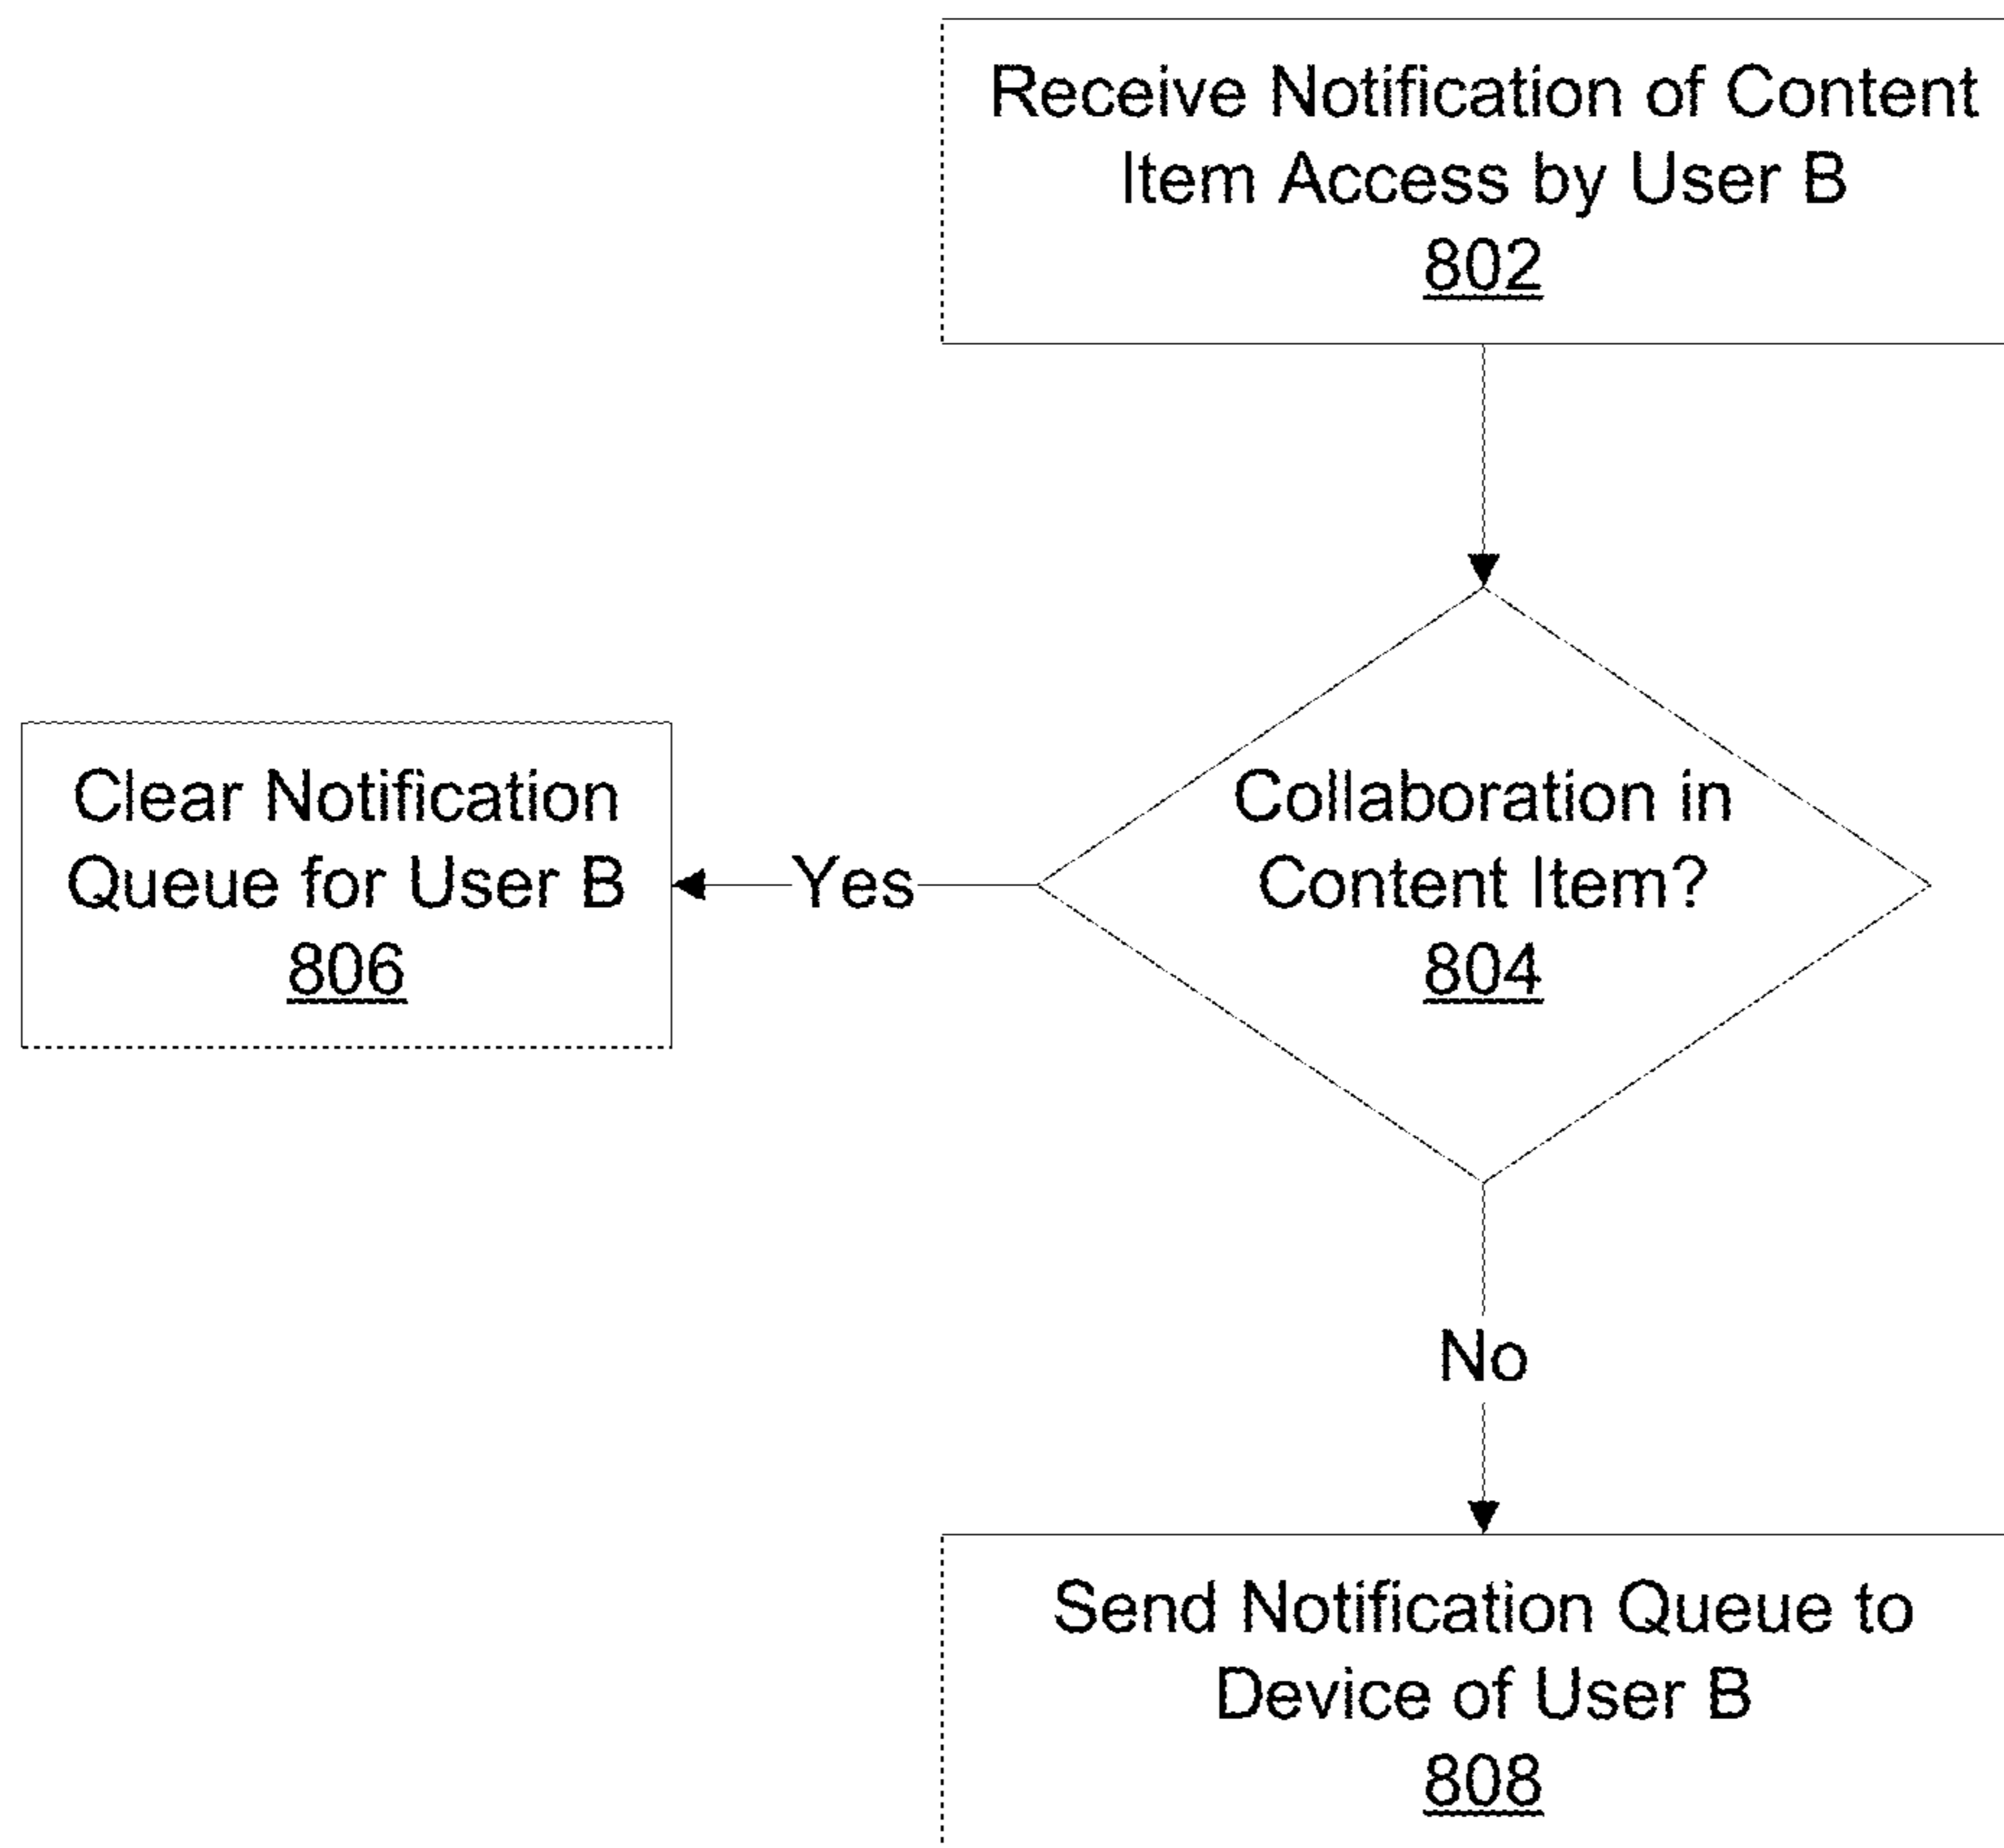 Receive Notification of Content
Item Access by User B
802
Collaboration in
Content Item?
804
Yes
Clear Notification
Queue for User B
806
No
Send Notification Queue to
Device of User B
808